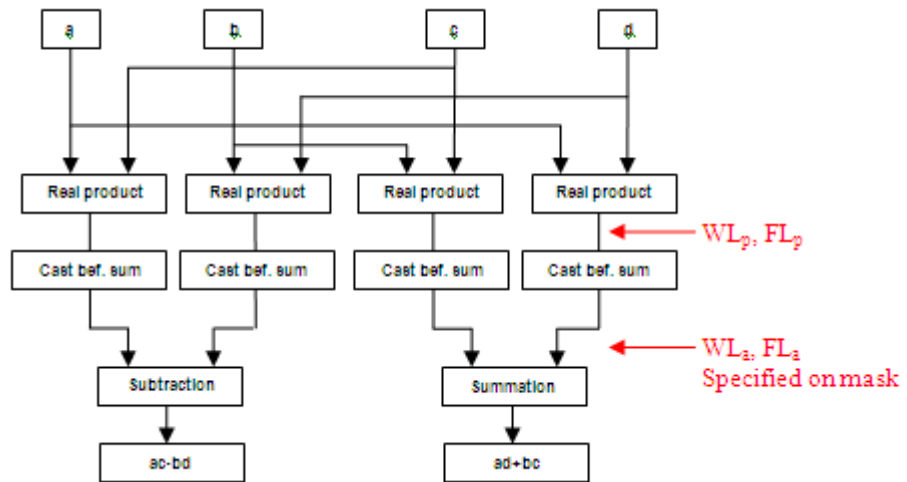 a b c d
Real product Real product Real product Real product
WLp, FLp
Cast bef. sum Cast bef. sum Cast bef. sum Cast bef. sum
WLa, FLa
Specified on mask
Subtraction Summation
ac-bd ad+bc